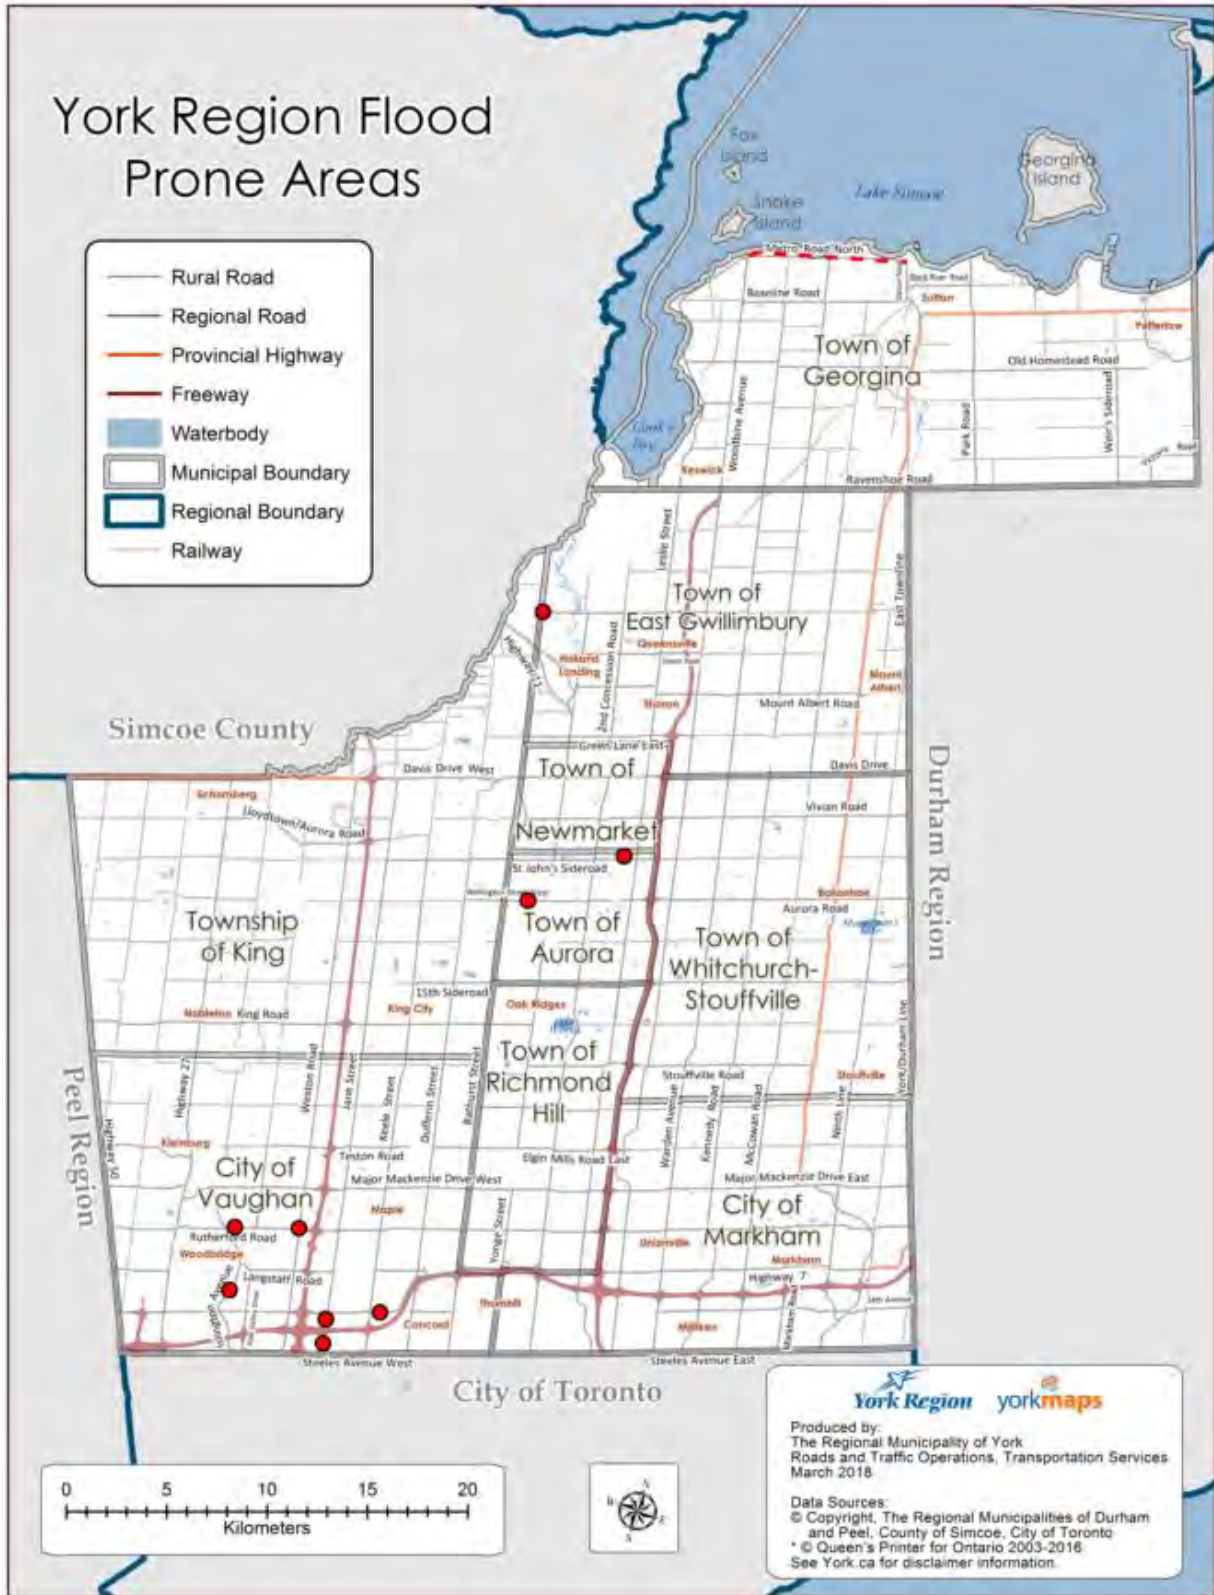 York Region Flood
Prone Areas
Rural Road
Regional Road
Provincial Highway
Freeway
Waterbody
Municipal Boundary
Regional Boundary
Railway
Fox
Island
Snake
Island
Georgina
Island
Lake Simcoe
Metro Road North
Black River Road
Baseline Road
Sutton
Pefferlaw
Town of
Georgina
Old Homestead Road
Woodbine Avenue
Park Road
Weir's Sideroad
Victoria Road
Cook's
Bay
Keswick
Ravenshoe Road
Leslie Street
East Townline
Town of
East Gwillimbury
Queensville
Highway 11
Holland
Landing
2nd Concession Road
Mount
Albert
Sharon
Mount Albert Road
Simcoe County
Durham Region
Green Lane East
Davis Drive West
Town of
Newmarket
Davis Drive
Schomberg
Lloydtown/Aurora Road
Vivian Road
St John's Sideroad
Ballantrae
Aurora Road
Township
of King
Town of
Aurora
Town of
Whitchurch-
Stouffville
15th Sideroad
Nobleton
King Road
King City
Oak Ridges
Town of
Richmond
Hill
Stouffville Road
Stouffville
York/Durham Line
Peel Region
Highway 50
Highway 27
Weston Road
Jane Street
Keele Street
Dufferin Street
Bathurst Street
Warden Avenue
Kennedy Road
McCowan Road
Ninth Line
Kleinburg
Teston Road
Elgin Mills Road East
City of
Vaughan
Major Mackenzie Drive West
Major Mackenzie Drive East
Maple
Yonge Street
City of
Markham
Rutherford Road
Woodbridge
Unionville
Markham
Langstaff Road
Highway 7
Islington Avenue
Thornhill
Concord
Milliken
Markham Road
14th Avenue
Steeles Avenue West
Steeles Avenue East
City of Toronto
0 5 10 15 20
Kilometers
N
W
E
S
York Region yorkmaps
Produced by:
The Regional Municipality of York
Roads and Traffic Operations, Transportation Services
March 2018
Data Sources:
© Copyright, The Regional Municipalities of Durham
and Peel, County of Simcoe, City of Toronto
* © Queen's Printer for Ontario 2003-2016
See York.ca for disclaimer information.